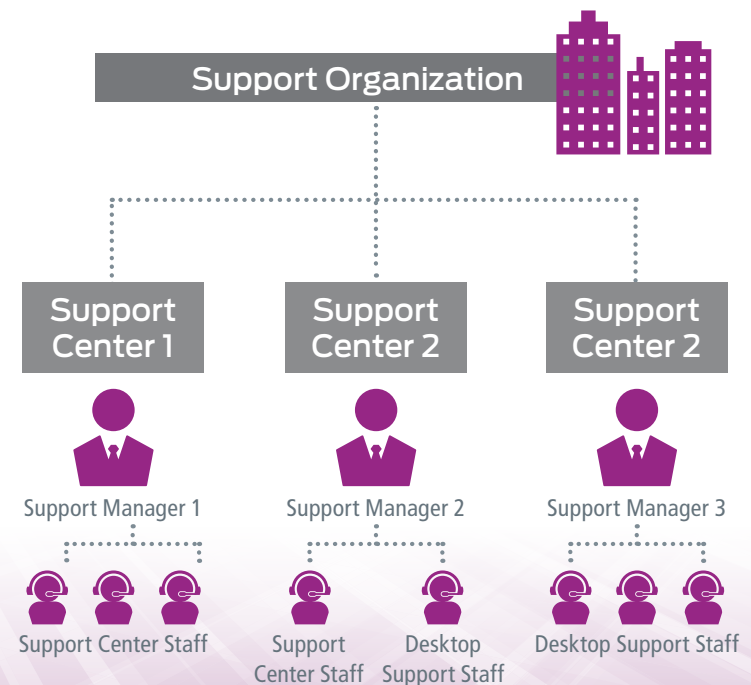 Support Organization
Support
Center 1
Support
Center 2
Support
Center 2
Support Manager 1
Support Manager 2
Support Manager 3
Support Center Staff
Support
Center Staff
Desktop
Support Staff
Desktop Support Staff